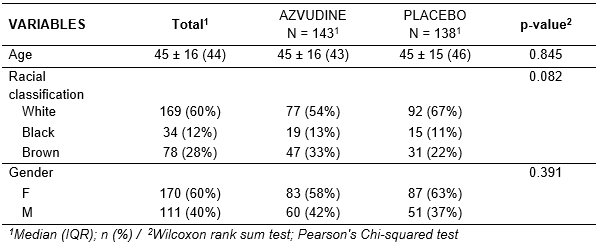 VARIABLES Total1 AZVUDINE N = 1431 PLACEBO N = 1381 p-value2
Age 45 ± 16 (44) 45 ± 16 (43) 45 ± 15 (46) 0.845
Racial classification 0.082
White 169 (60%) 77 (54%) 92 (67%)
Black 34 (12%) 19 (13%) 15 (11%)
Brown 78 (28%) 47 (33%) 31 (22%)
Gender 0.391
F 170 (60%) 83 (58%) 87 (63%)
M 111 (40%) 60 (42%) 51 (37%)
1Median (IQR); n (%) / 2Wilcoxon rank sum test; Pearson's Chi-squared test